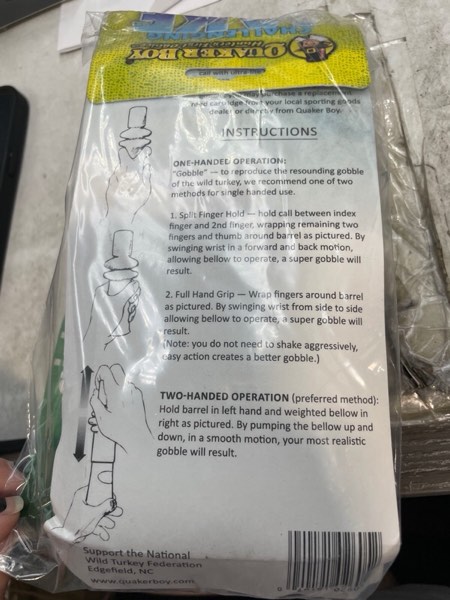 QUAKER BOY
INSTRUCTIONS
need cartridge from your local sporting goods
dealer or directly from Quaker Boy.
ONE-HANDED OPERATION:
"Gobble" — to reproduce the resounding gobble
of the wild turkey, we recommend one of two
methods for single handed use.
1. Split Finger Hold — hold call between index
finger and 2nd finger, wrapping remaining two
fingers and thumb around barrel as pictured. By
swinging wrist in a forward and back motion,
allowing bellow to operate, a super gobble will
result.
2. Full Hand Grip — Wrap fingers around barrel
as pictured. By swinging wrist from side to side
allowing bellow to operate, a super gobble will
result.
(Note: you do not need to shake aggressively,
easy action creates a better gobble.)
TWO-HANDED OPERATION (preferred method):
Hold barrel in left hand and weighted bellow in
right as pictured. By pumping the bellow up and
down, in a smooth motion, your most realistic
gobble will result.
Support the National
Wild Turkey Federation
Edgefield, NC
www.quakerboy.com